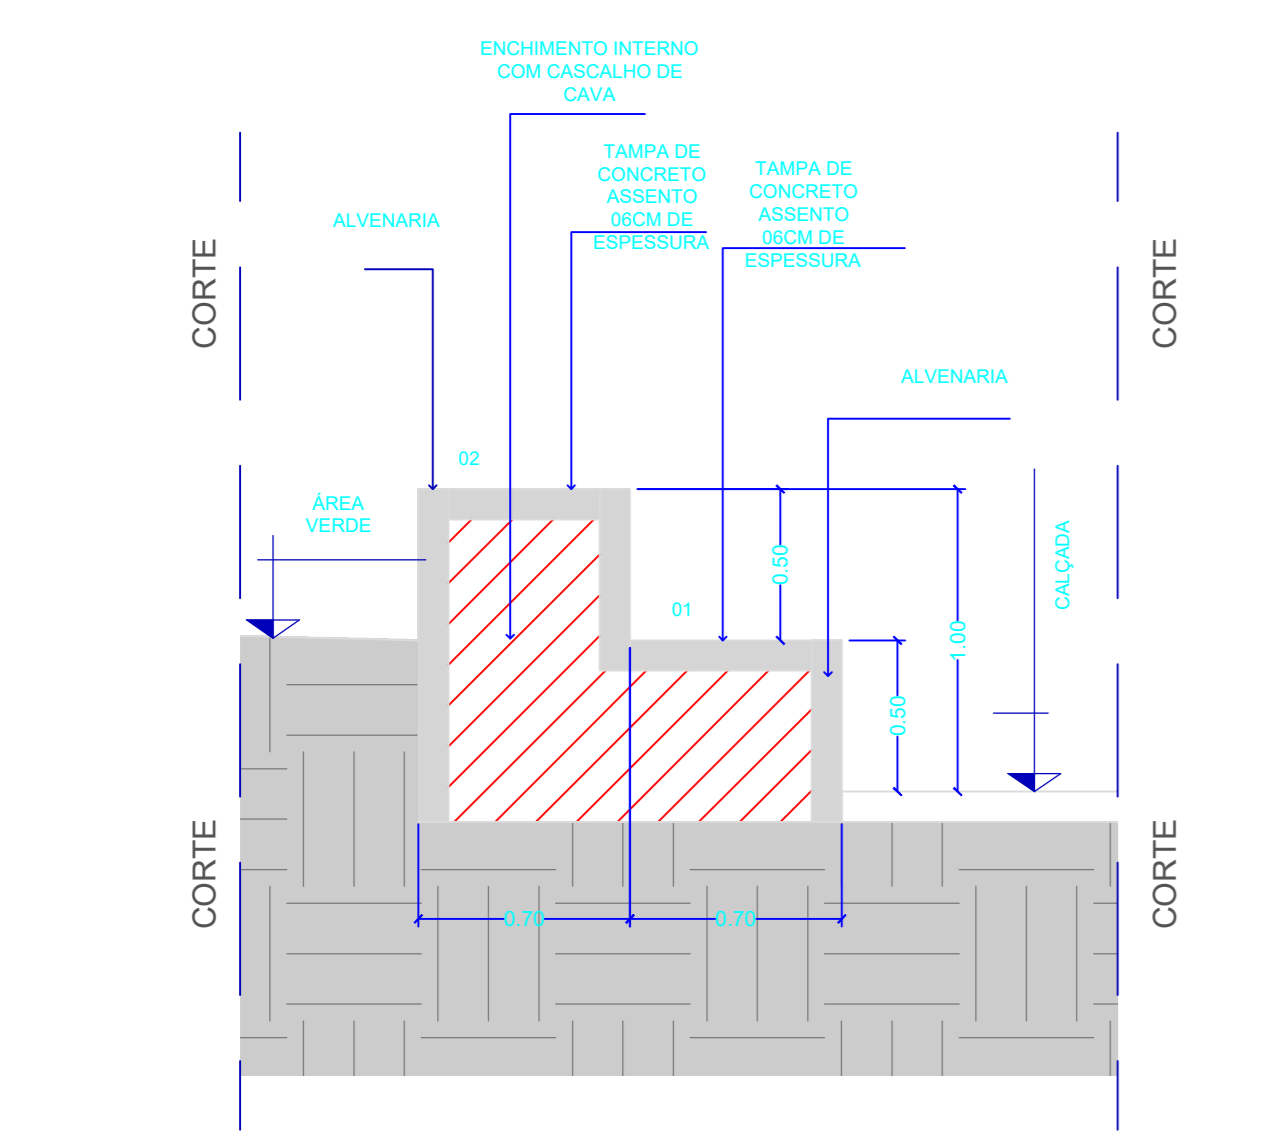 ENCHIMENTO INTERNO
COM CASCALHO DE
CAVA
TAMPA DE
CONCRETO
ASSENTO
06CM DE
ESPESSURA
TAMPA DE
CONCRETO
ASSENTO
06CM DE
ESPESSURA
ALVENARIA
CORTE
CORTE
ALVENARIA
02
ÁREA
VERDE
0.50
CALÇADA
01
1.00
0.50
CORTE
CORTE
0.70
0.70